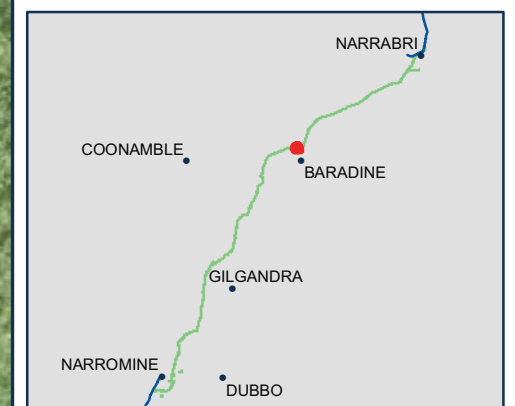 NARRABRI
COONAMBLE
BARADINE
GILGANDRA
NARROMINE
DUBBO